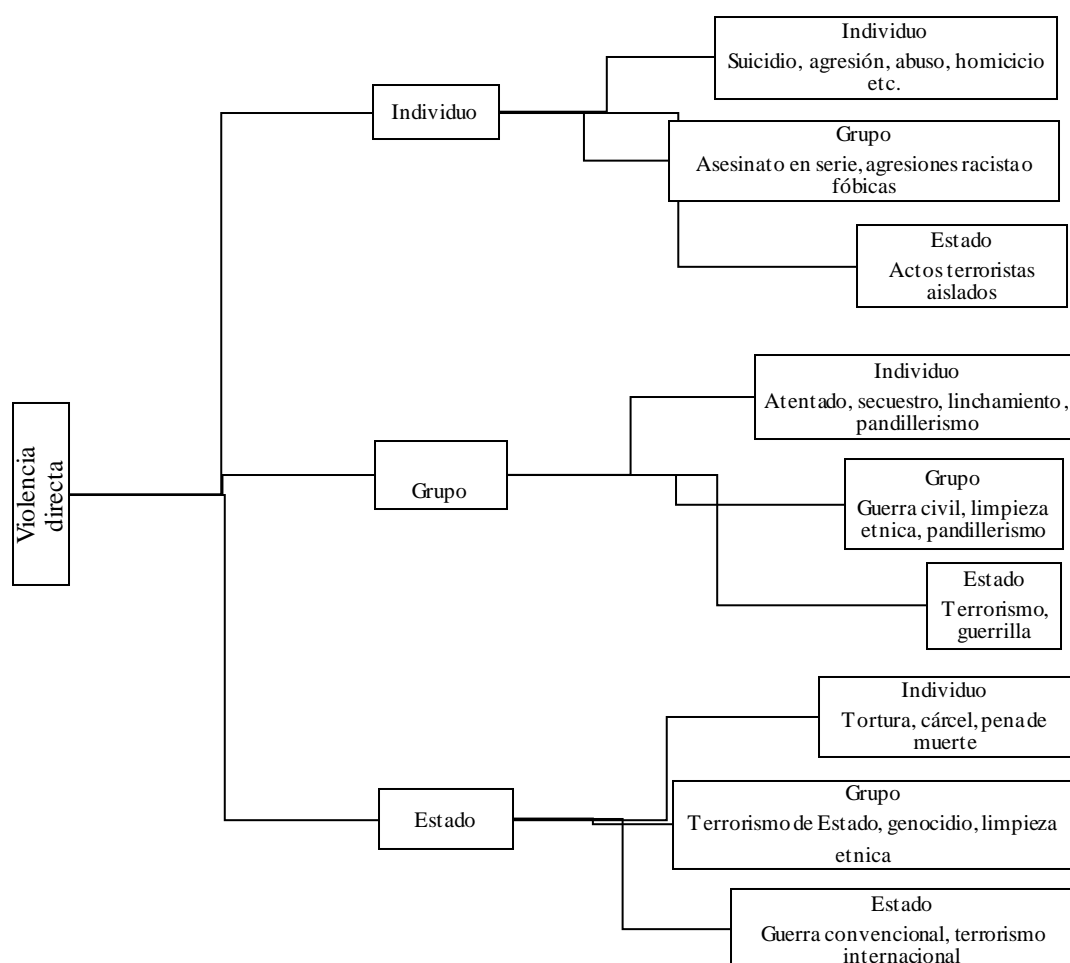 Violencia
directa
Individuo
Individuo
Suicidio, agresión, abuso, homicicio
etc.
Grupo
Asesinato en serie, agresiones racista o
fóbicas
Estado
Actos terroristas
aislados
Grupo
Individuo
Atentado, secuestro, linchamiento,
pandillerismo
Grupo
Guerra civil, limpieza
etnica, pandillerismo
Estado
Terrorismo,
guerrilla
Estado
Individuo
Tortura, cárcel, pena de
muerte
Grupo
Terrorismo de Estado, genocidio, limpieza
etnica
Estado
Guerra convencional, terrorismo
internacional